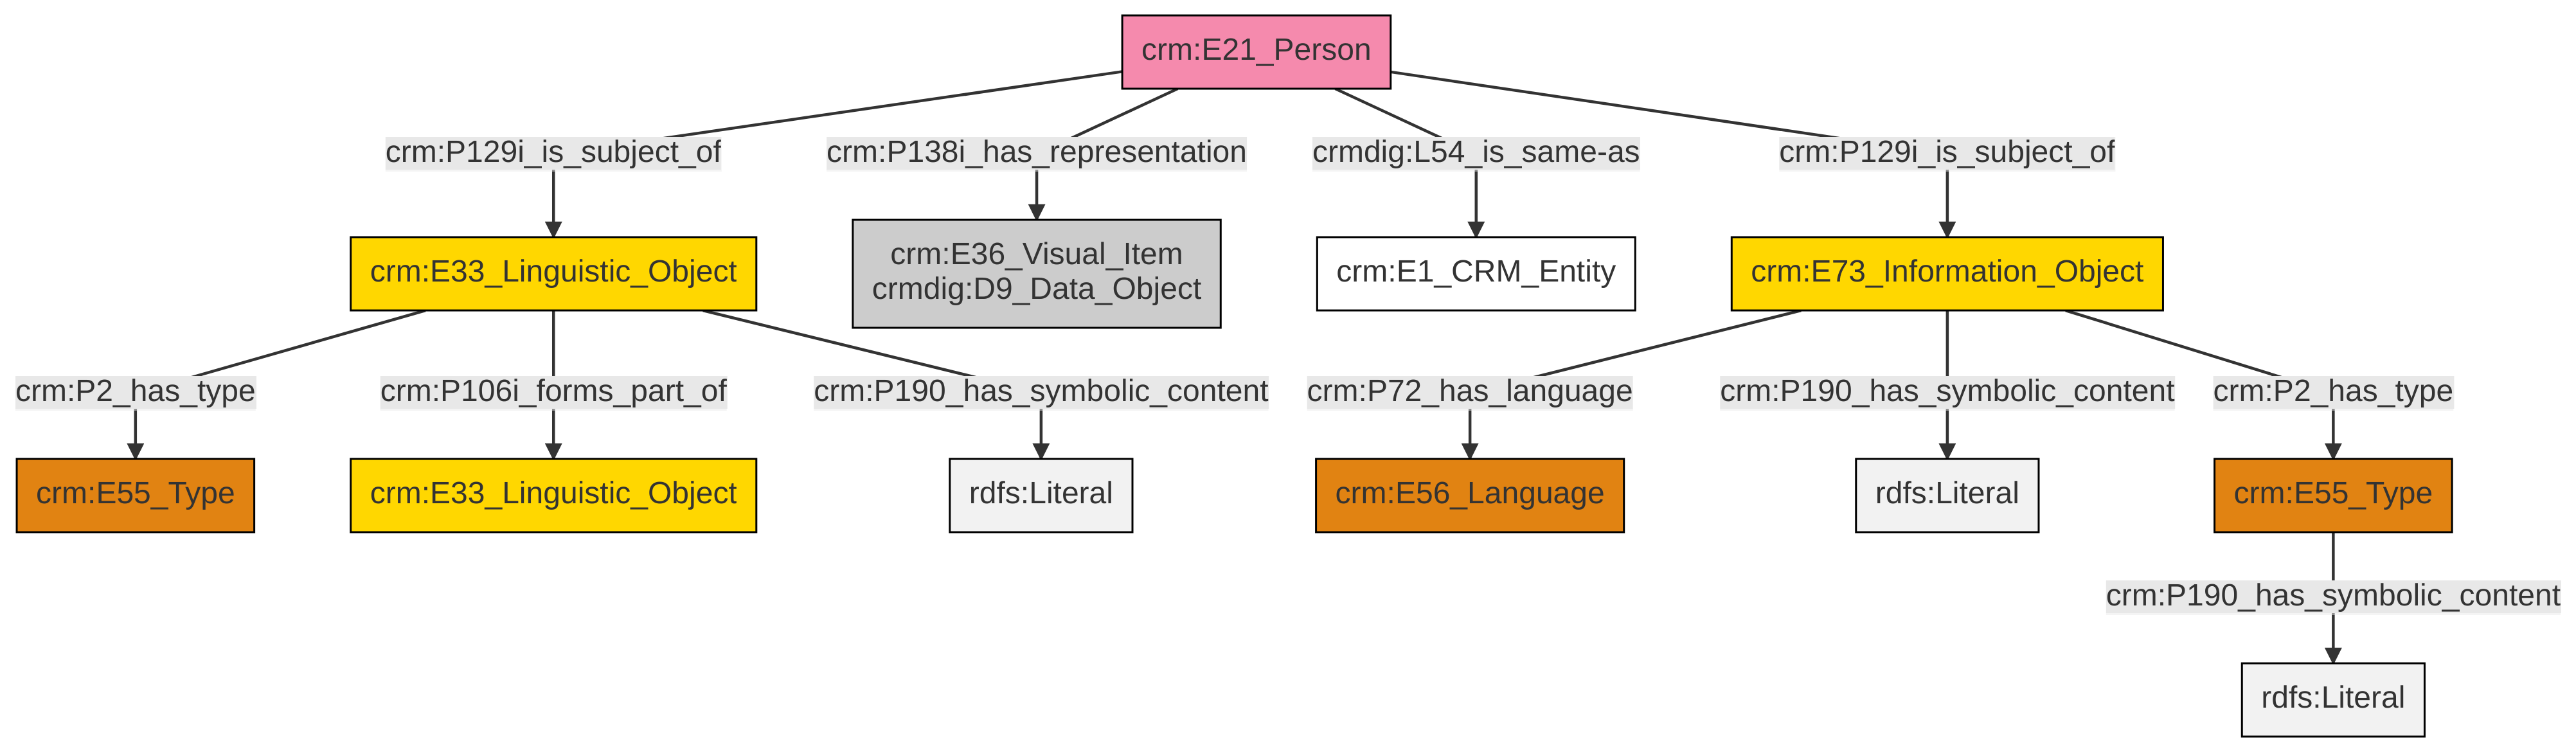 crm:E21_Person
crm:P129i_is_subject_of
crm:P138i_has_representation
crmdig:L54_is_same-as
crm:P129i_is_subject_of
crm:E33_Linguistic_Object
crm:E36_Visual_Item
crmdig:D9_Data_Object
crm:E1_CRM_Entity
crm:E73_Information_Object
crm:P2_has_type
crm:P106i_forms_part_of
crm:P190_has_symbolic_content
crm:P72_has_language
crm:P190_has_symbolic_content
crm:P2_has_type
crm:E55_Type
crm:E33_Linguistic_Object
rdfs:Literal
crm:E56_Language
rdfs:Literal
crm:E55_Type
crm:P190_has_symbolic_content
rdfs:Literal